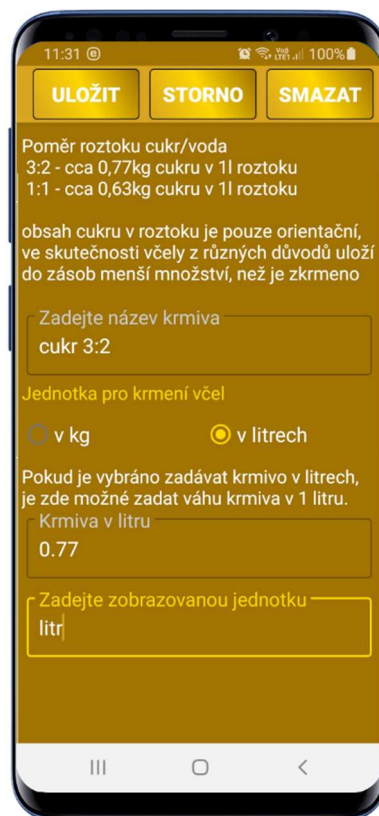 11:31 100%
ULOŽIT STORNO SMAZAT
Poměr roztoku cukr/voda
3:2 - cca 0,77kg cukru v 1l roztoku
1:1 - cca 0,63kg cukru v 1l roztoku
obsah cukru v roztoku je pouze orientační,
ve skutečnosti včely z různých důvodů uloží
do zásob menší množství, než je zkrmeno
Zadejte název krmiva
cukr 3:2
Jednotka pro krmení včel
v kg v litrech
Pokud je vybráno zadávat krmivo v litrech,
je zde možné zadat váhu krmiva v 1 litru.
Krmiva v litru
0.77
Zadejte zobrazovanou jednotku
litr